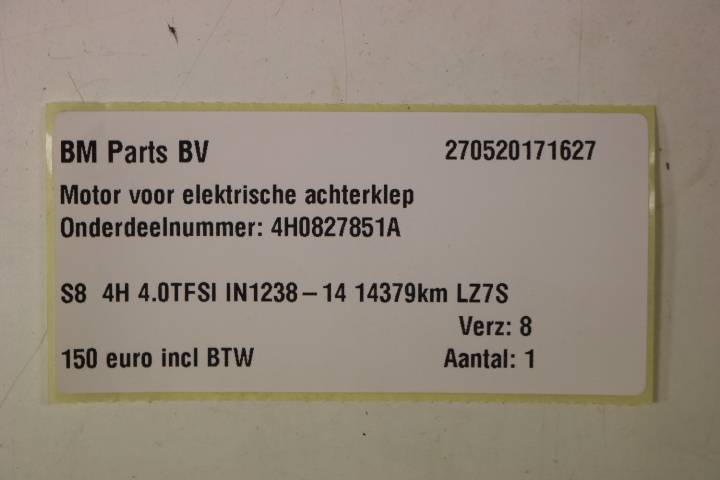 BM Parts BV 270520171627
Motor voor elektrische achterklep
Onderdeelnummer: 4H0827851A
S8 4H 4.0TFSI IN1238-14 14379km LZ7S
Verz: 8
150 euro incl BTW Aantal: 1